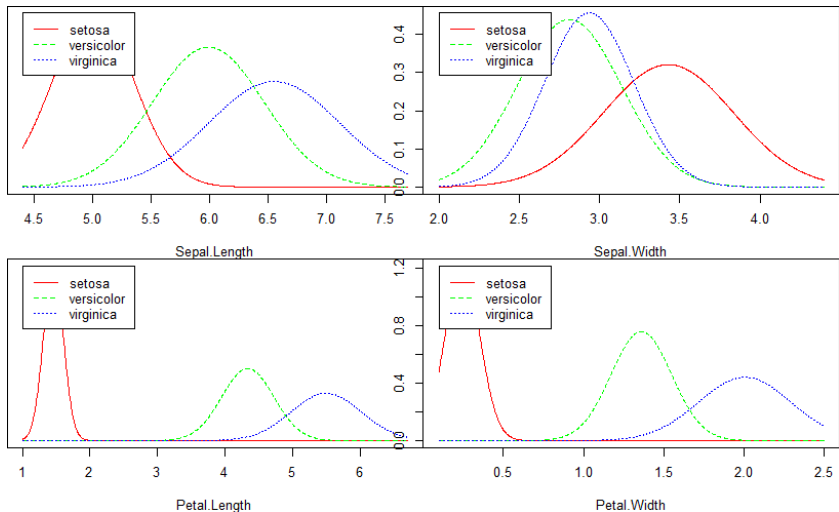 setosa
versicolor
virginica
4.5 5.0 5.5 6.0 6.5 7.0 7.5
Sepal.Length
setosa
versicolor
virginica
0.4
0.3
0.2
0.1
0.0
2.0 2.5 3.0 3.5 4.0
Sepal.Width
setosa
versicolor
virginica
1 2 3 4 5 6
Petal.Length
setosa
versicolor
virginica
1.2
0.8
0.4
0.0
0.5 1.0 1.5 2.0 2.5
Petal.Width